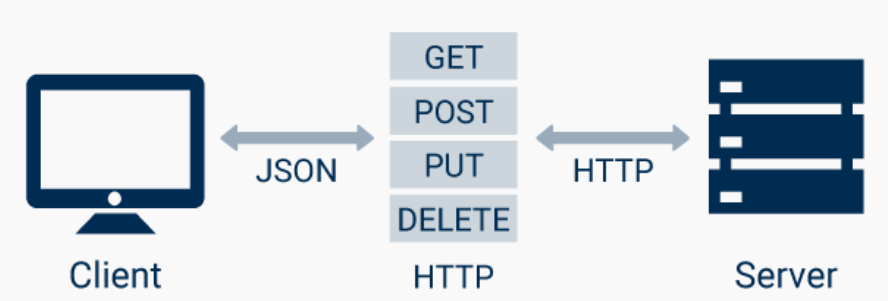 GET
POST
PUT
DELETE
JSON
HTTP
Client
HTTP
Server